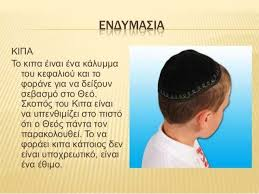 ΕΝΔΥΜΑΣΙΑ
ΚΙΠΑ
Το κιπα έιναι ένα κάλυμμα
του κεφαλιού και το
φοράνε για να δείξουν
σεβασμό στο Θεό.
Σκοπός του Κιπα είναι
να υπενθίμιζει στο πιστό
ότι ο Θεός πάντα τον
παρακολουθεί. Το να
φοράει κιπα κάποιος δεν
είναι υποχρεωτικό, είναι
ένα έθιμο.